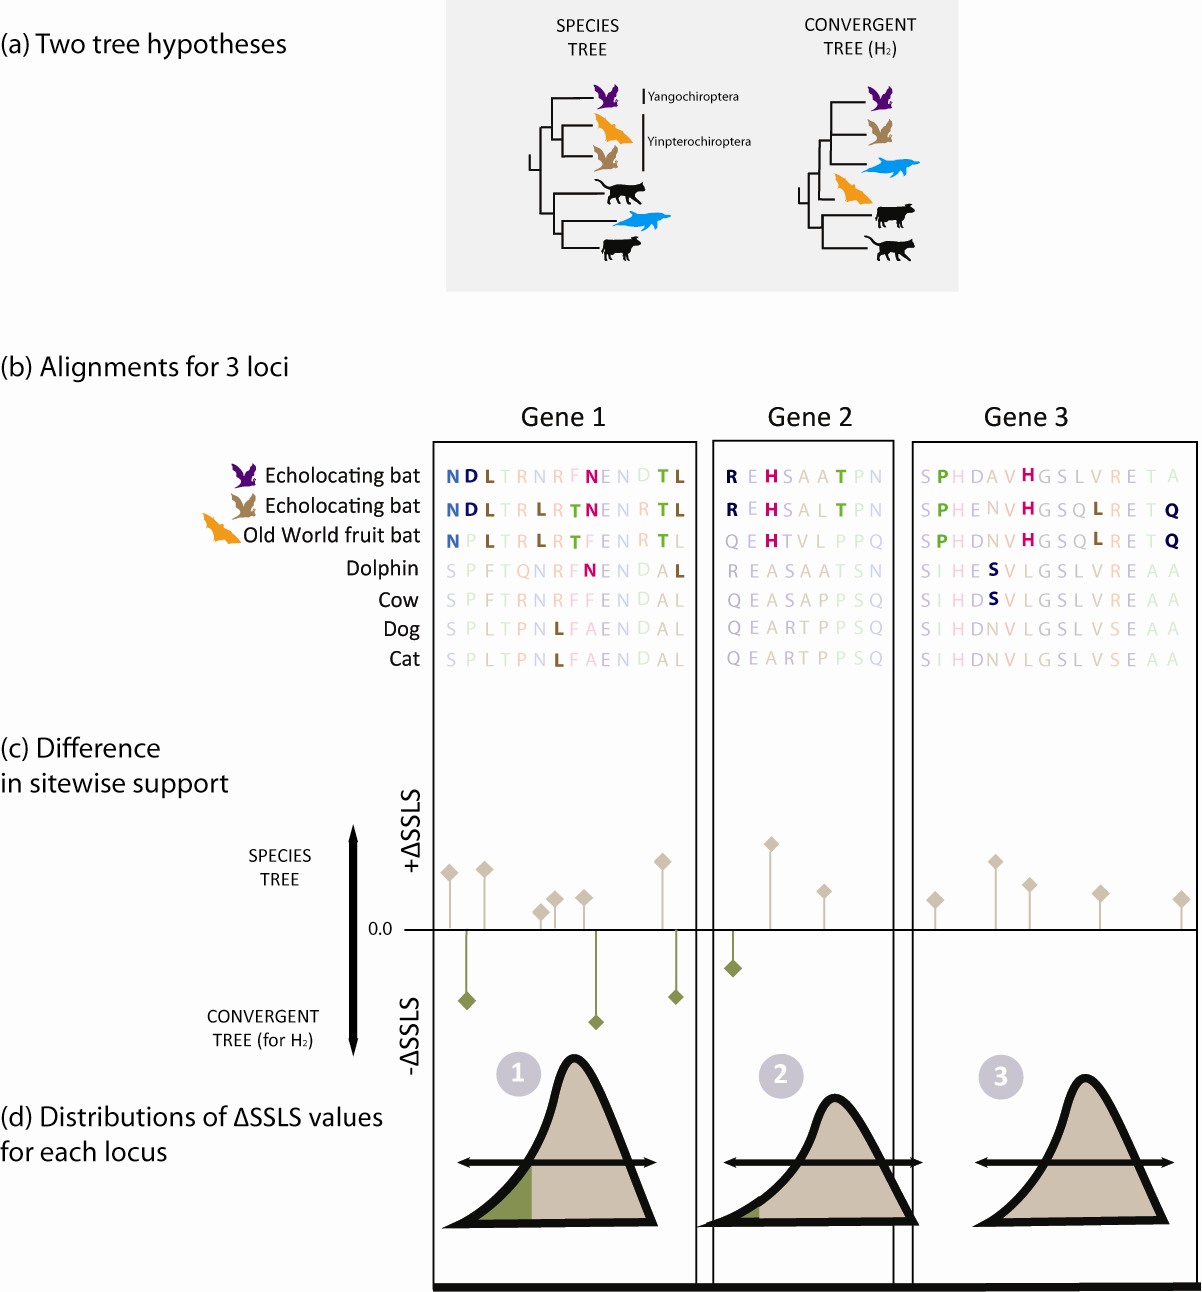 (a) Two tree hypotheses
SPECIES
TREE
CONVERGENT
TREE (H₂)
Yangochiroptera
Yinpterochiroptera
(b) Alignments for 3 loci
Gene 1 Gene 2 Gene 3
Echolocating bat N D L T R N R F N E N D T L R E H S A A T P N S P H D A V H G S L V R E T A
Echolocating bat N D L T R L R T N E N R T L R E H S A L T P N S P H E N V H G S Q L R E T Q
Old World fruit bat N P L T R L R T F E N R T L Q E H T V L P P Q S P H D N V H G S Q L R E T Q
Dolphin S P F T Q N R F N E N D A L R E A S A A T S N S I H E S V L G S L V R E A A
Cow S P F T R N R F F E N D A L Q E A S A P P S Q S I H D S V L G S L V R E A A
Dog S P L T P N L F A E N D A L Q E A R T P P S Q S I H D N V L G S L V S E A A
Cat S P L T P N L F A E N D A L Q E A R T P P S Q S I H D N V L G S L V S E A A
(c) Difference
in sitewise support
+ΔSSLS
SPECIES
TREE
0.0
CONVERGENT
TREE (for H₂)
-ΔSSLS
1 2 3
(d) Distributions of ΔSSLS values
for each locus